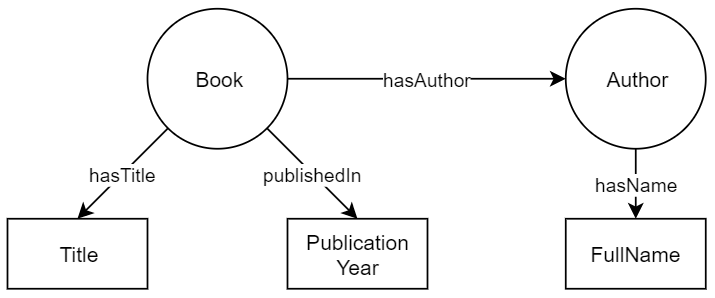 Book
hasAuthor
Author
hasTitle
publishedIn
hasName
Title
Publication
Year
FullName